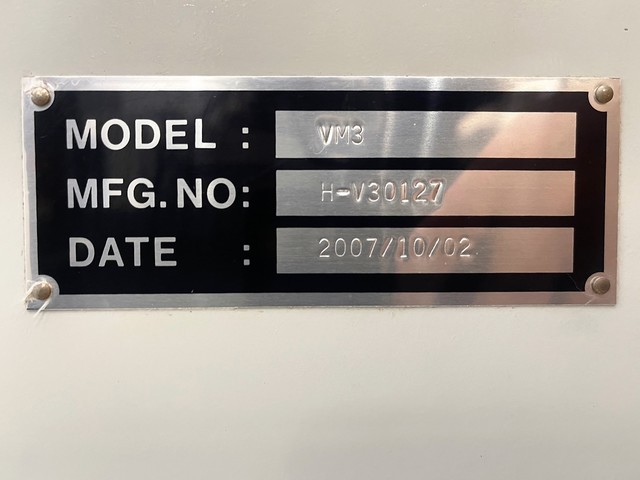 MODEL : VM3
MFG. NO: H-V30127
DATE : 2007/10/02